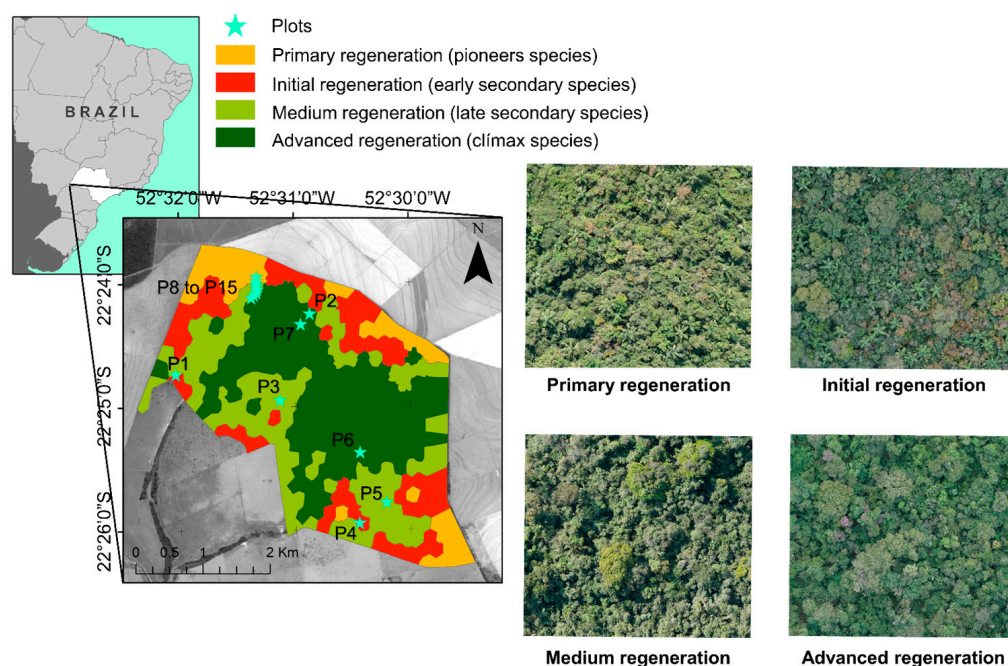 Plots
Primary regeneration (pioneers species)
Initial regeneration (early secondary species)
Medium regeneration (late secondary species)
Advanced regeneration (clímax species)
BRAZIL
52°32'0"W
52°31'0"W
52°30'0"W
N
22°24'0"S
22°25'0"S
22°26'0"S
P8 to P15
P2
P7
P1
P3
P6
P5
P4
0 0.5 1 2 Km
Primary regeneration
Initial regeneration
Medium regeneration
Advanced regeneration